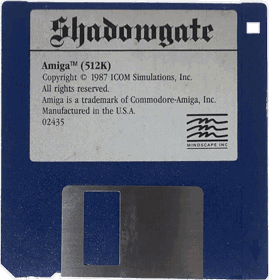 Shadowgate
Amiga™ (512K)
Copyright © 1987 ICOM Simulations, Inc.
All rights reserved.
Amiga is a trademark of Commodore-Amiga, Inc.
Manufactured in the U.S.A.
02435
MINDSCAPE INC